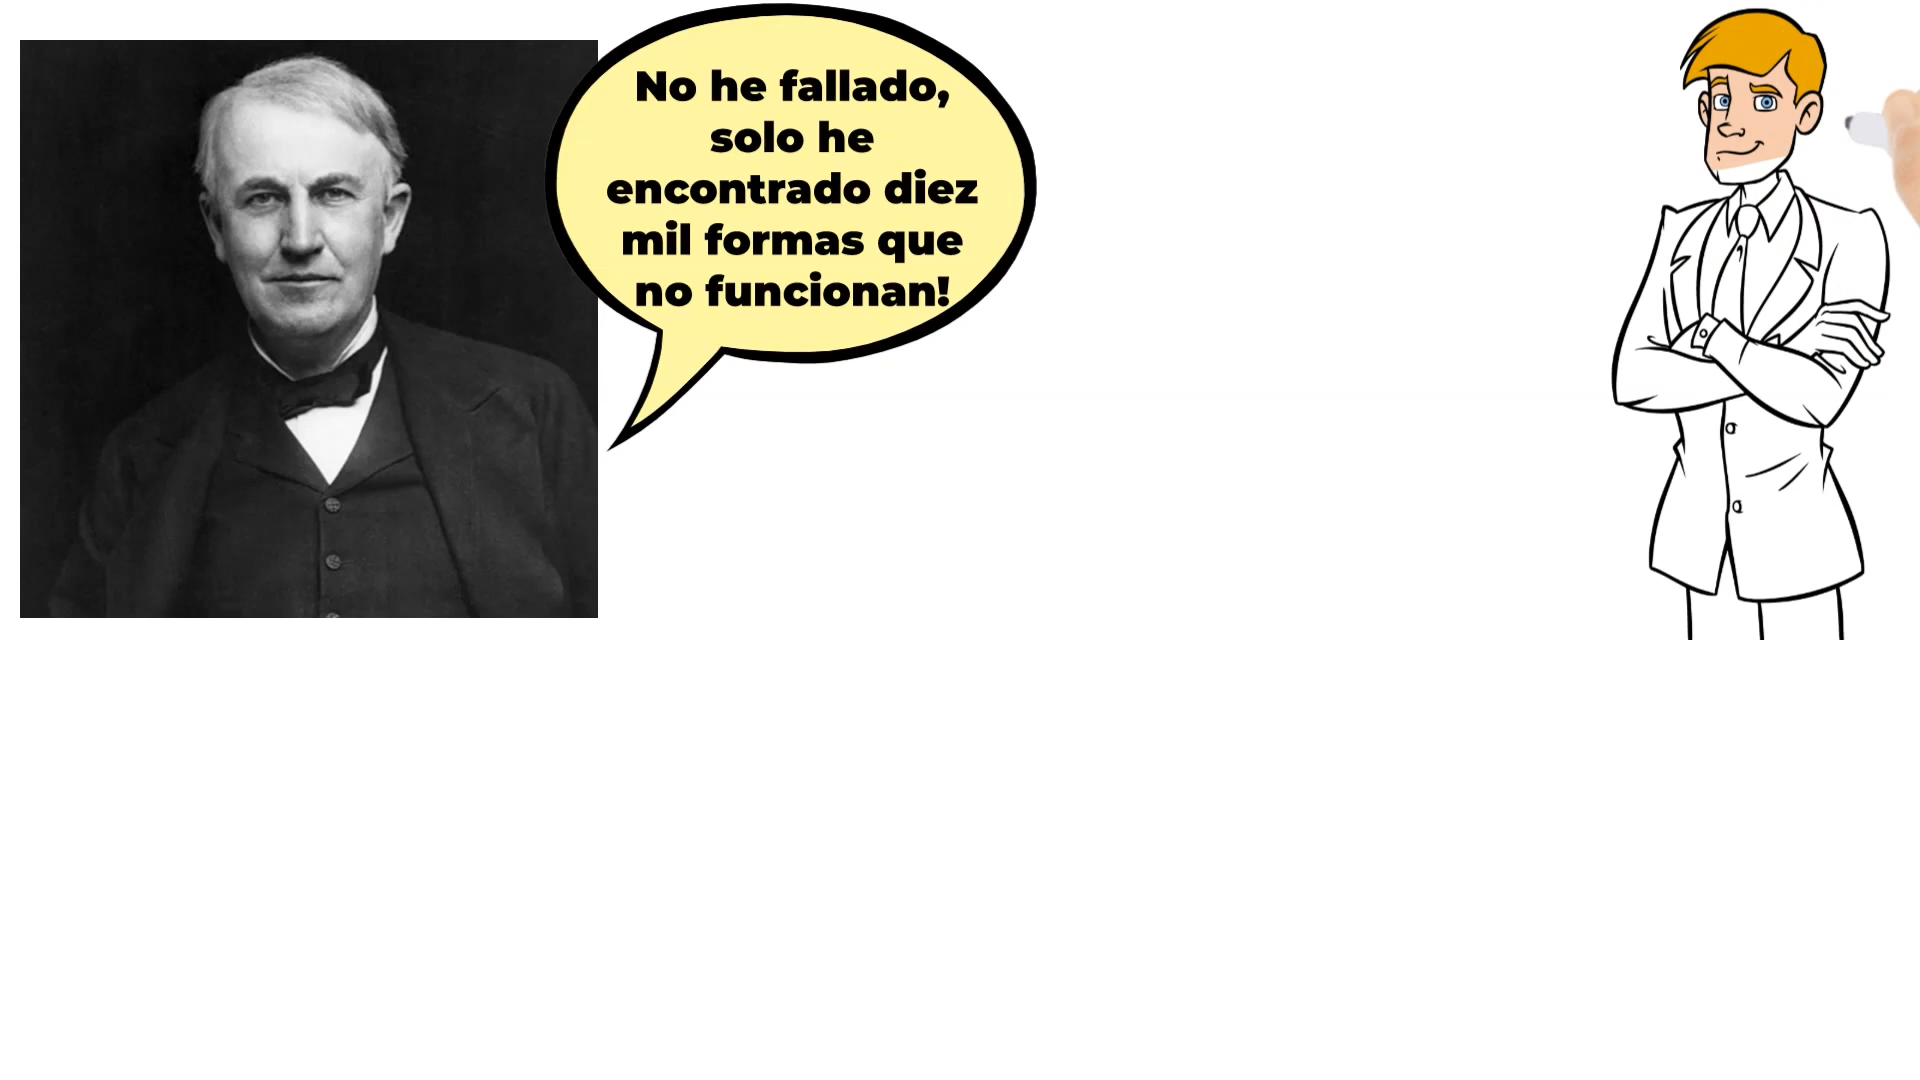 No he fallado,
solo he
encontrado diez
mil formas que
no funcionan!